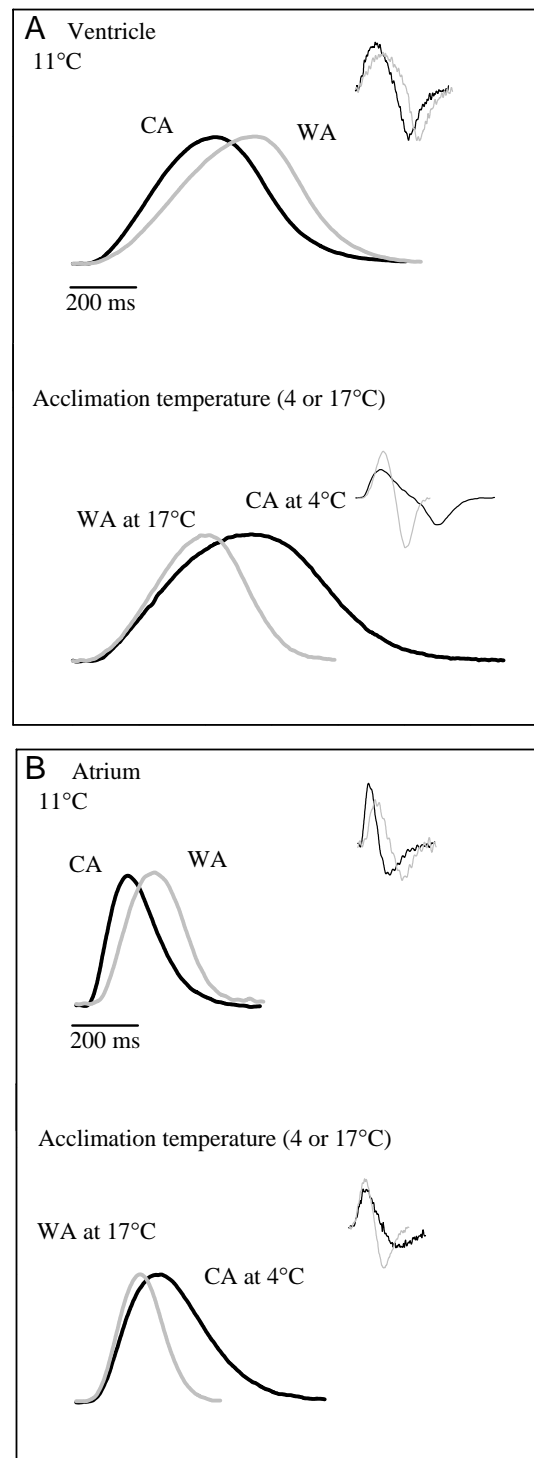 A Ventricle
11°C
CA WA
200 ms
Acclimation temperature (4 or 17°C)
CA at 4°C
WA at 17°C
B Atrium
11°C
CA WA
200 ms
Acclimation temperature (4 or 17°C)
WA at 17°C
CA at 4°C